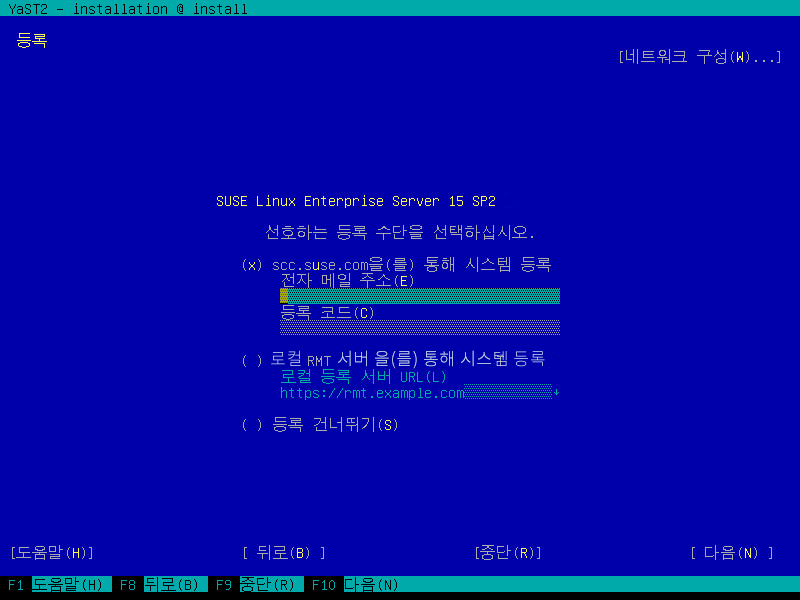 YaST2 - installation @ install
등록
[네트워크 구성(W)...]
SUSE Linux Enterprise Server 15 SP2
선호하는 등록 수단을 선택하십시오.
(x) scc.suse.com을(를) 통해 시스템 등록
전자 메일 주소(E)
등록 코드(C)
( ) 로컬 RMT 서버 을(를) 통해 시스템 등록
로컬 등록 서버 URL(L)
https://rmt.example.com
( ) 등록 건너뛰기(S)
[도움말(H)] [ 뒤로(B) ] [중단(R)] [ 다음(N) ]
F1 도움말(H) F8 뒤로(B) F9 중단(R) F10 다음(N)